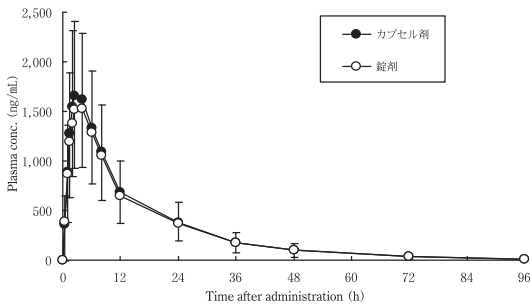 Plasma conc. (ng/mL)
2,500
2,000
1,500
1,000
500
0
カプセル剤
錠剤
0 12 24 36 48 60 72 84 96
Time after administration (h)